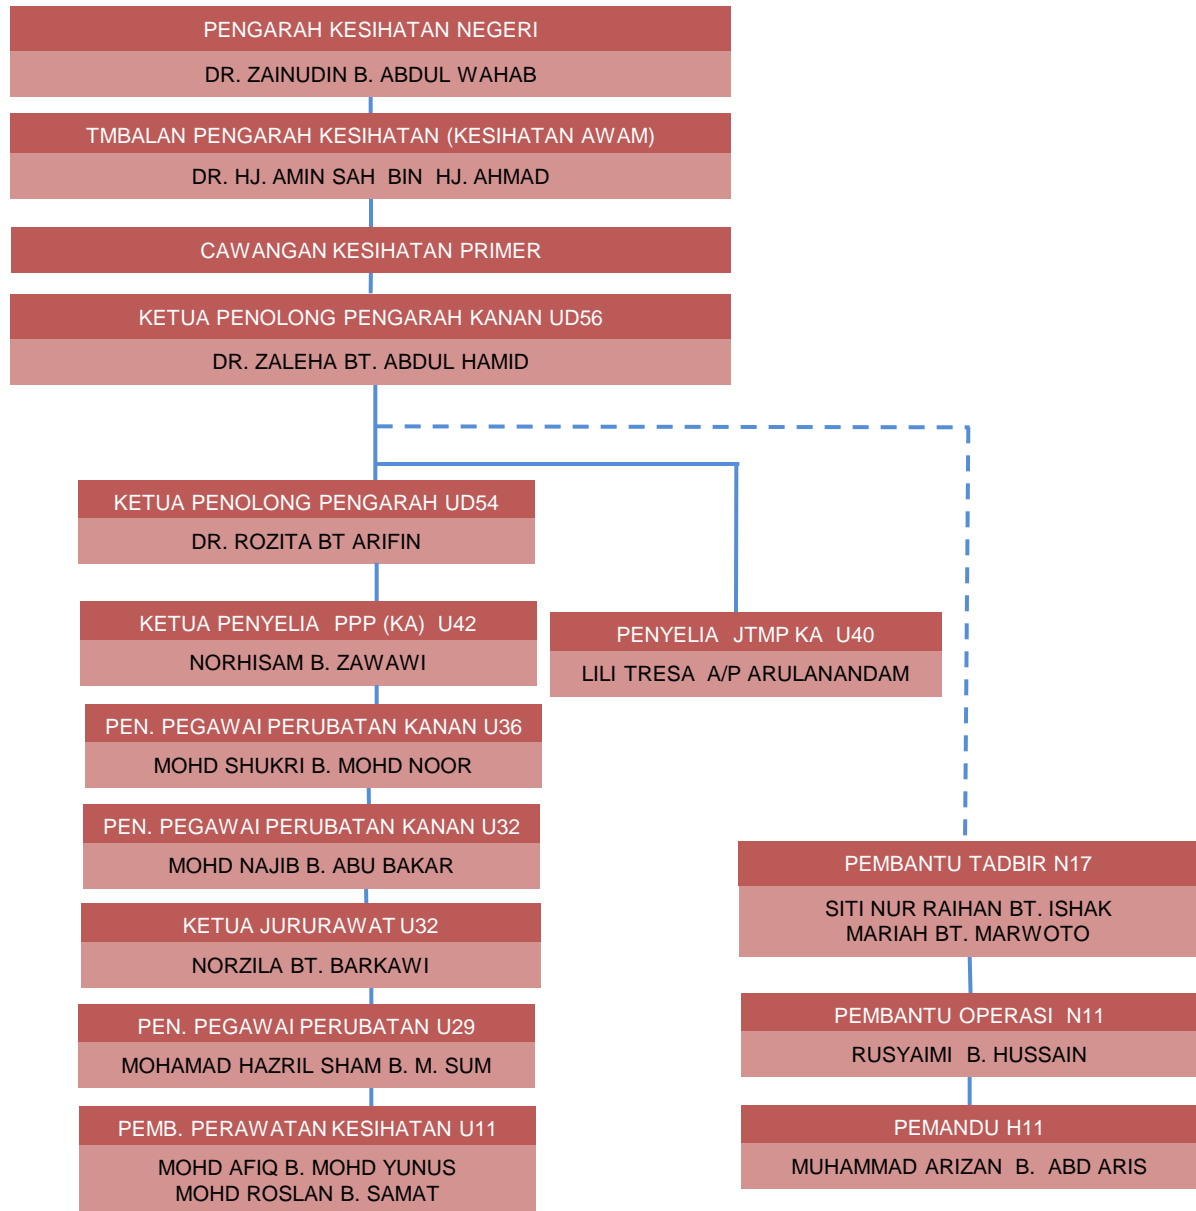 PENGARAH KESIHATAN NEGERI
DR. ZAINUDIN B. ABDUL WAHAB
TMBALAN PENGARAH KESIHATAN (KESIHATAN AWAM)
DR. HJ. AMIN SAH BIN HJ. AHMAD
CAWANGAN KESIHATAN PRIMER
KETUA PENOLONG PENGARAH KANAN UD56
DR. ZALEHA BT. ABDUL HAMID
KETUA PENOLONG PENGARAH UD54
DR. ROZITA BT ARIFIN
KETUA PENYELIA PPP (KA) U42
NORHISAM B. ZAWAWI
PEN. PEGAWAI PERUBATAN KANAN U36
MOHD SHUKRI B. MOHD NOOR
PEN. PEGAWAI PERUBATAN KANAN U32
MOHD NAJIB B. ABU BAKAR
KETUA JURURAWAT U32
NORZILA BT. BARKAWI
PEN. PEGAWAI PERUBATAN U29
MOHAMAD HAZRIL SHAM B. M. SUM
PEMB. PERAWATAN KESIHATAN U11
MOHD AFIQ B. MOHD YUNUS
MOHD ROSLAN B. SAMAT
PENYELIA JTMP KA U40
LILI TRESA A/P ARULANANDAM
PEMBANTU TADBIR N17
SITI NUR RAIHAN BT. ISHAK
MARIAH BT. MARWOTO
PEMBANTU OPERASI N11
RUSYAIMI B. HUSSAIN
PEMANDU H11
MUHAMMAD ARIZAN B. ABD ARIS